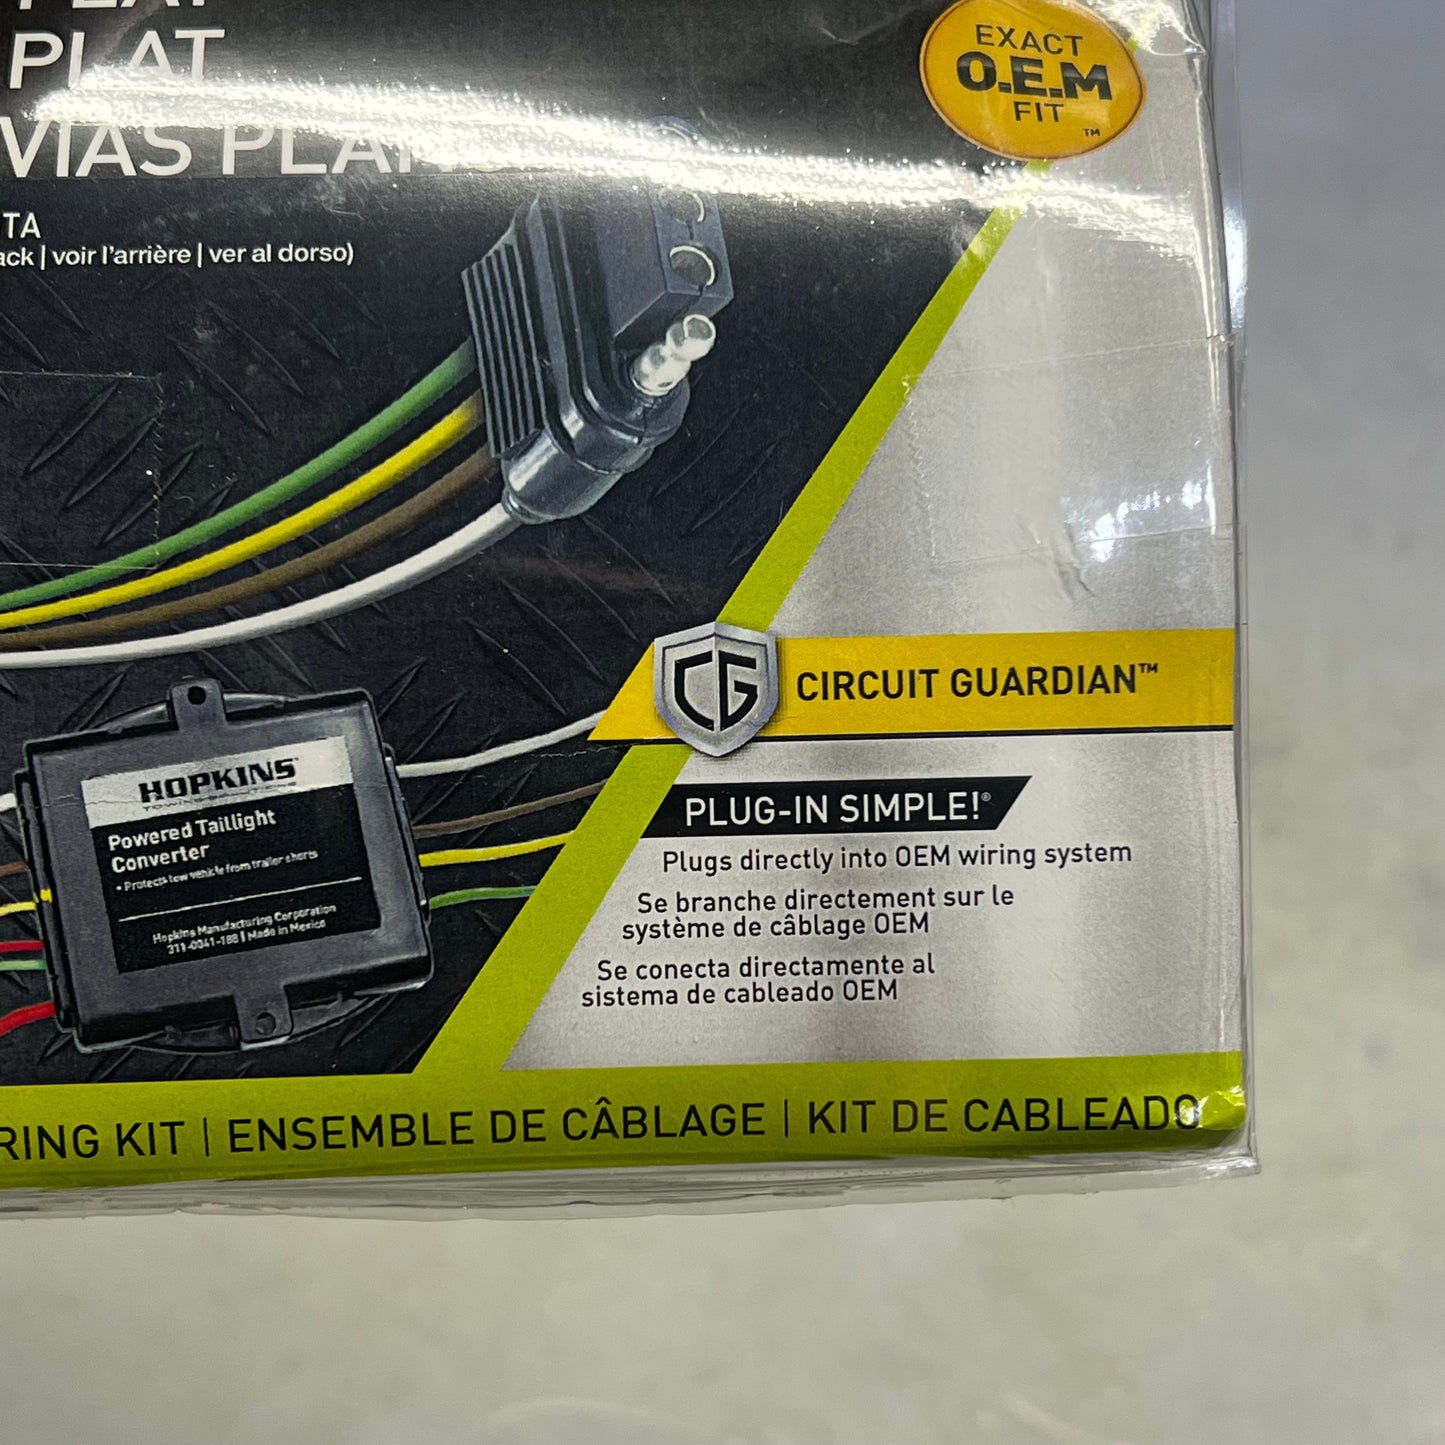 PLAT
VIAS
EXACT
O.E.M
FIT
™
TA
ack | voir l'arrière | ver al dorso)
CG
CIRCUIT GUARDIAN™
PLUG-IN SIMPLE!®
Plugs directly into OEM wiring system
Se branche directement sur le
système de câblage OEM
Se conecta directamente al
sistema de cableado OEM
HOPKINS
TOWING SOLUTIONS
Powered Taillight
Converter
• Protects tow vehicle from trailer shorts
Hopkins Manufacturing Corporation
311-0041-188 | Made in Mexico
RING KIT | ENSEMBLE DE CÂBLAGE | KIT DE CABLEADO